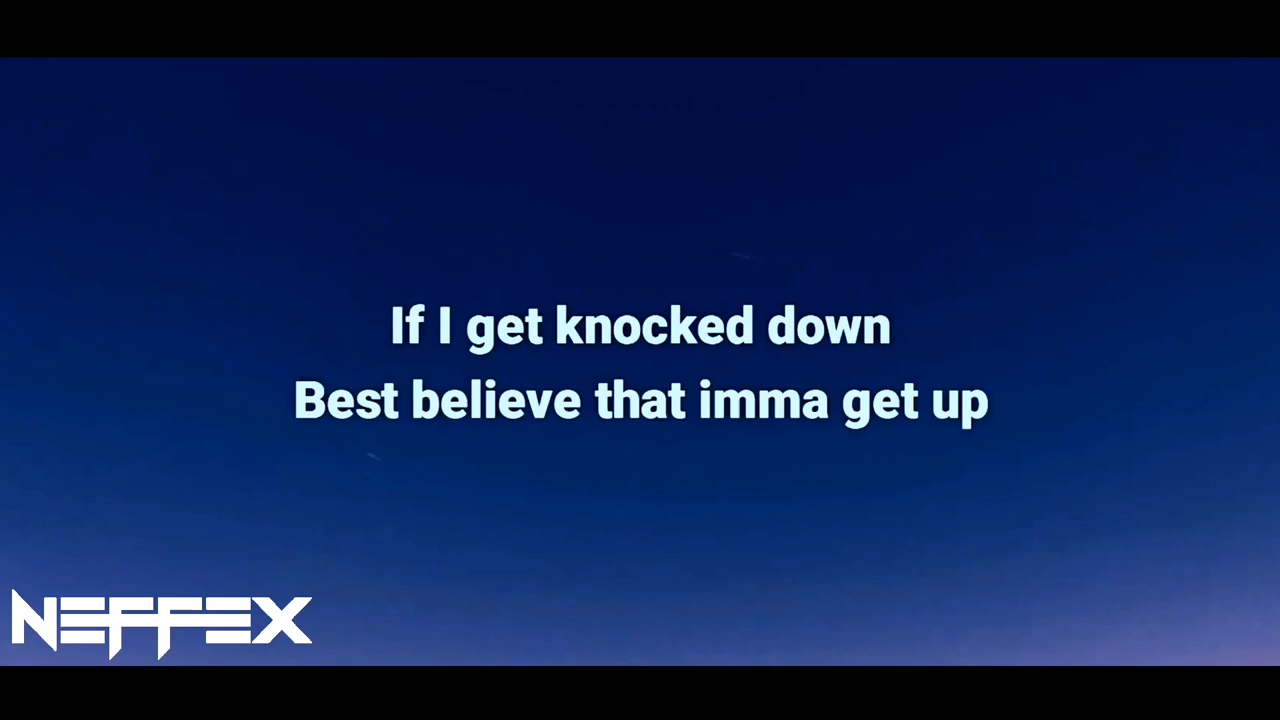 If I get knocked down
Best believe that imma get up
NEFFEX